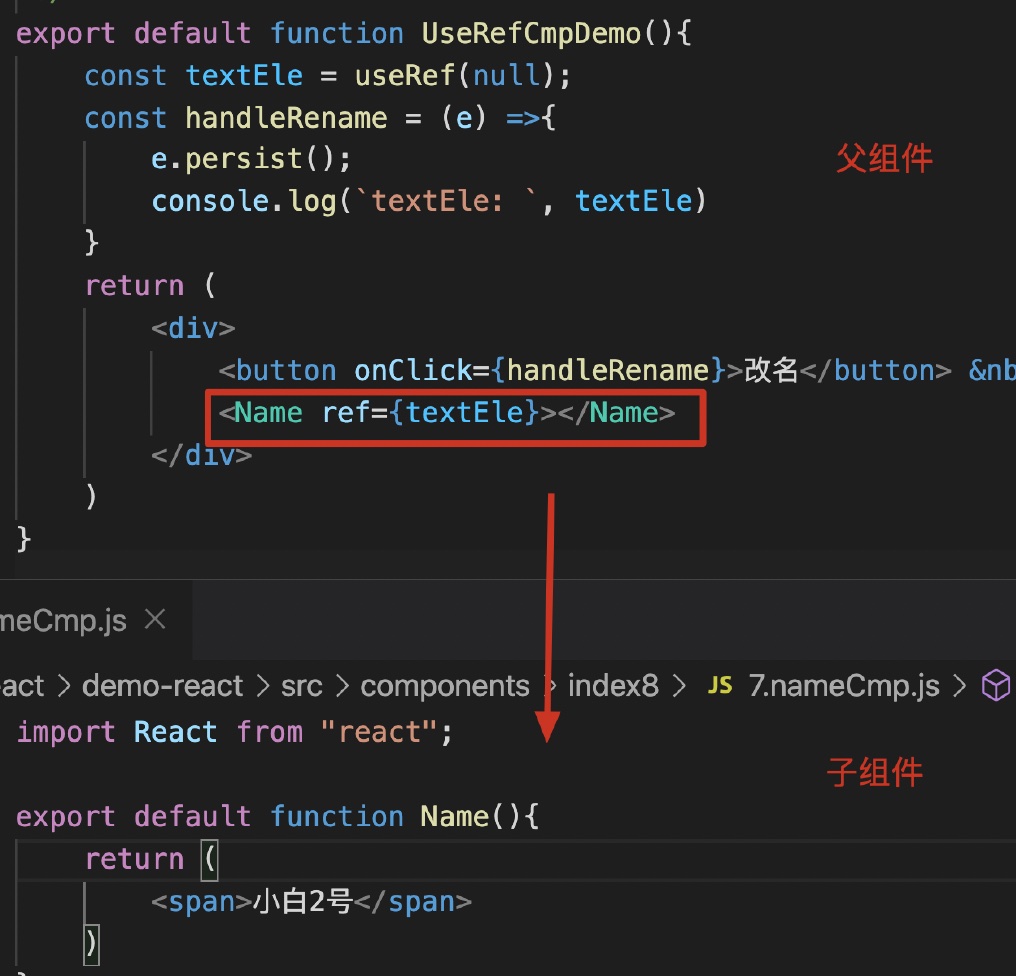 export default function UseRefCmpDemo(){
const textEle = useRef(null);
const handleRename = (e) =>{
e.persist();
父组件
console.log(`textEle: `, textEle)
}
return (
<div>
<button onClick={handleRename}>改名</button> &nb
<Name ref={textEle}></Name>
</div>
)
}
meCmp.js ×
act > demo-react > src > components > index8 > JS 7.nameCmp.js >
import React from "react";
子组件
export default function Name(){
return (
<span>小白2号</span>
)